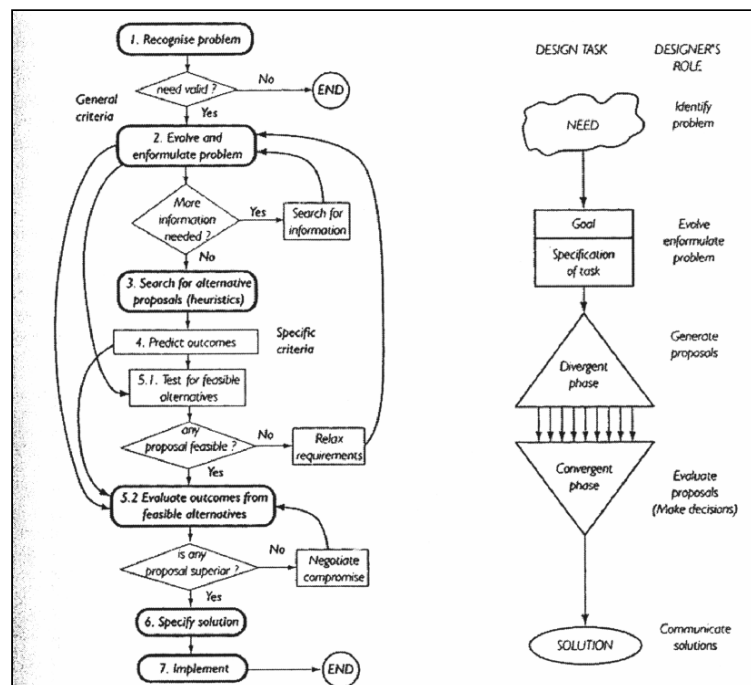 1. Recognise problem
need valid ?
No
END
General
criteria
Yes
2. Evolve and
enformulate problem
More
information
needed ?
Yes
Search for
information
No
3. Search for alternative
proposals (heuristics)
4. Predict outcomes
Specific
criteria
5.1. Test for feasible
alternatives
any
proposal feasible ?
No
Relax
requirements
Yes
5.2 Evaluate outcomes from
feasible alternatives
is any
proposal superior ?
No
Negotiate
compromise
Yes
6. Specify solution
7. Implement
END
DESIGN TASK
DESIGNER'S
ROLE
NEED
Identify
problem
Goal
Specification
of task
Evolve
enformulate
problem
Divergent
phase
Generate
proposals
Convergent
phase
Evaluate
proposals
(Make decisions)
SOLUTION
Communicate
solutions